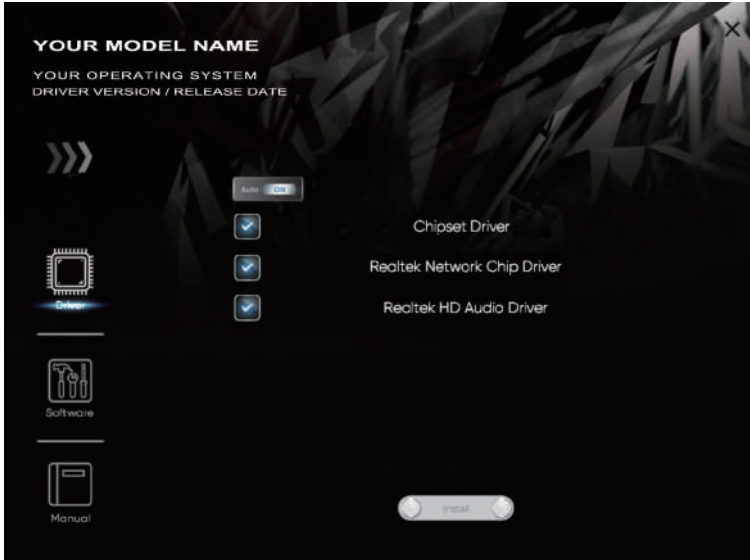 YOUR MODEL NAME
YOUR OPERATING SYSTEM
DRIVER VERSION / RELEASE DATE
Auto ON
Chipset Driver
Realtek Network Chip Driver
Realtek HD Audio Driver
Driver
Software
Manual
Install